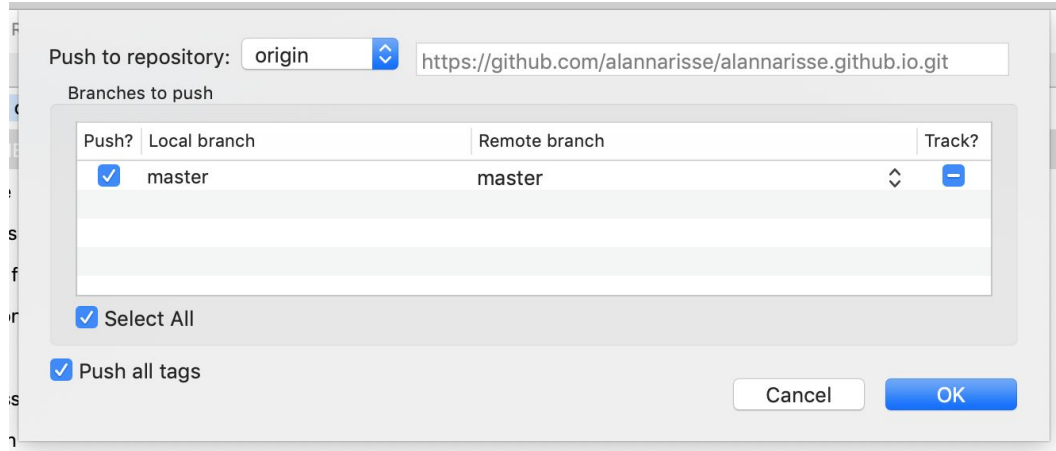 Push to repository: origin https://github.com/alannarisse/alannarisse.github.io.git
Branches to push
Push? Local branch Remote branch Track?
master master
Select All
Push all tags
Cancel OK